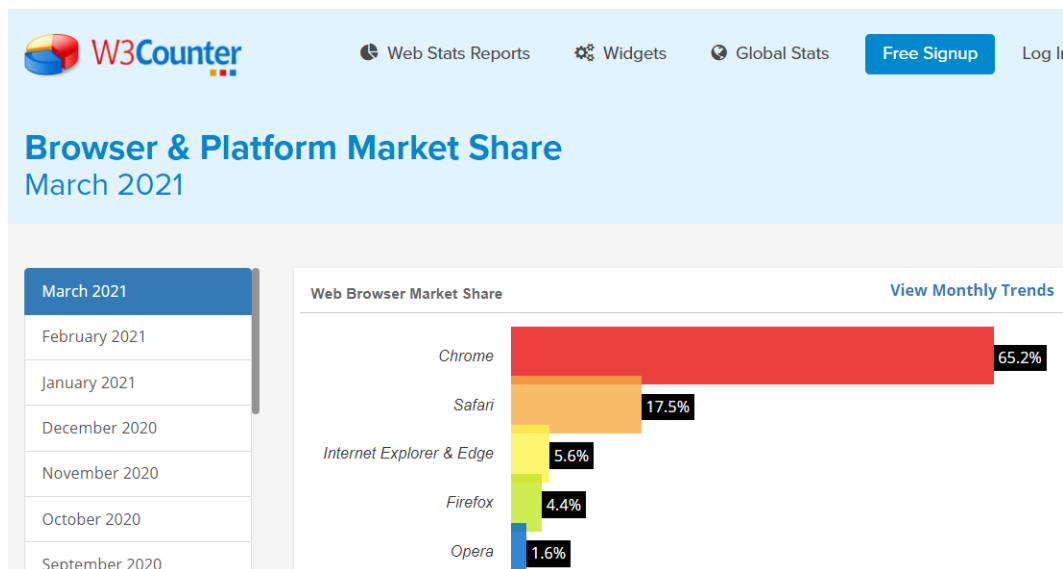 W3Counter
Web Stats Reports
Widgets
Global Stats
Free Signup
Log
Browser & Platform Market Share
March 2021
March 2021
February 2021
January 2021
December 2020
November 2020
October 2020
September 2020
Web Browser Market Share
View Monthly Trends
Chrome 65.2%
Safari 17.5%
Internet Explorer & Edge 5.6%
Firefox 4.4%
Opera 1.6%